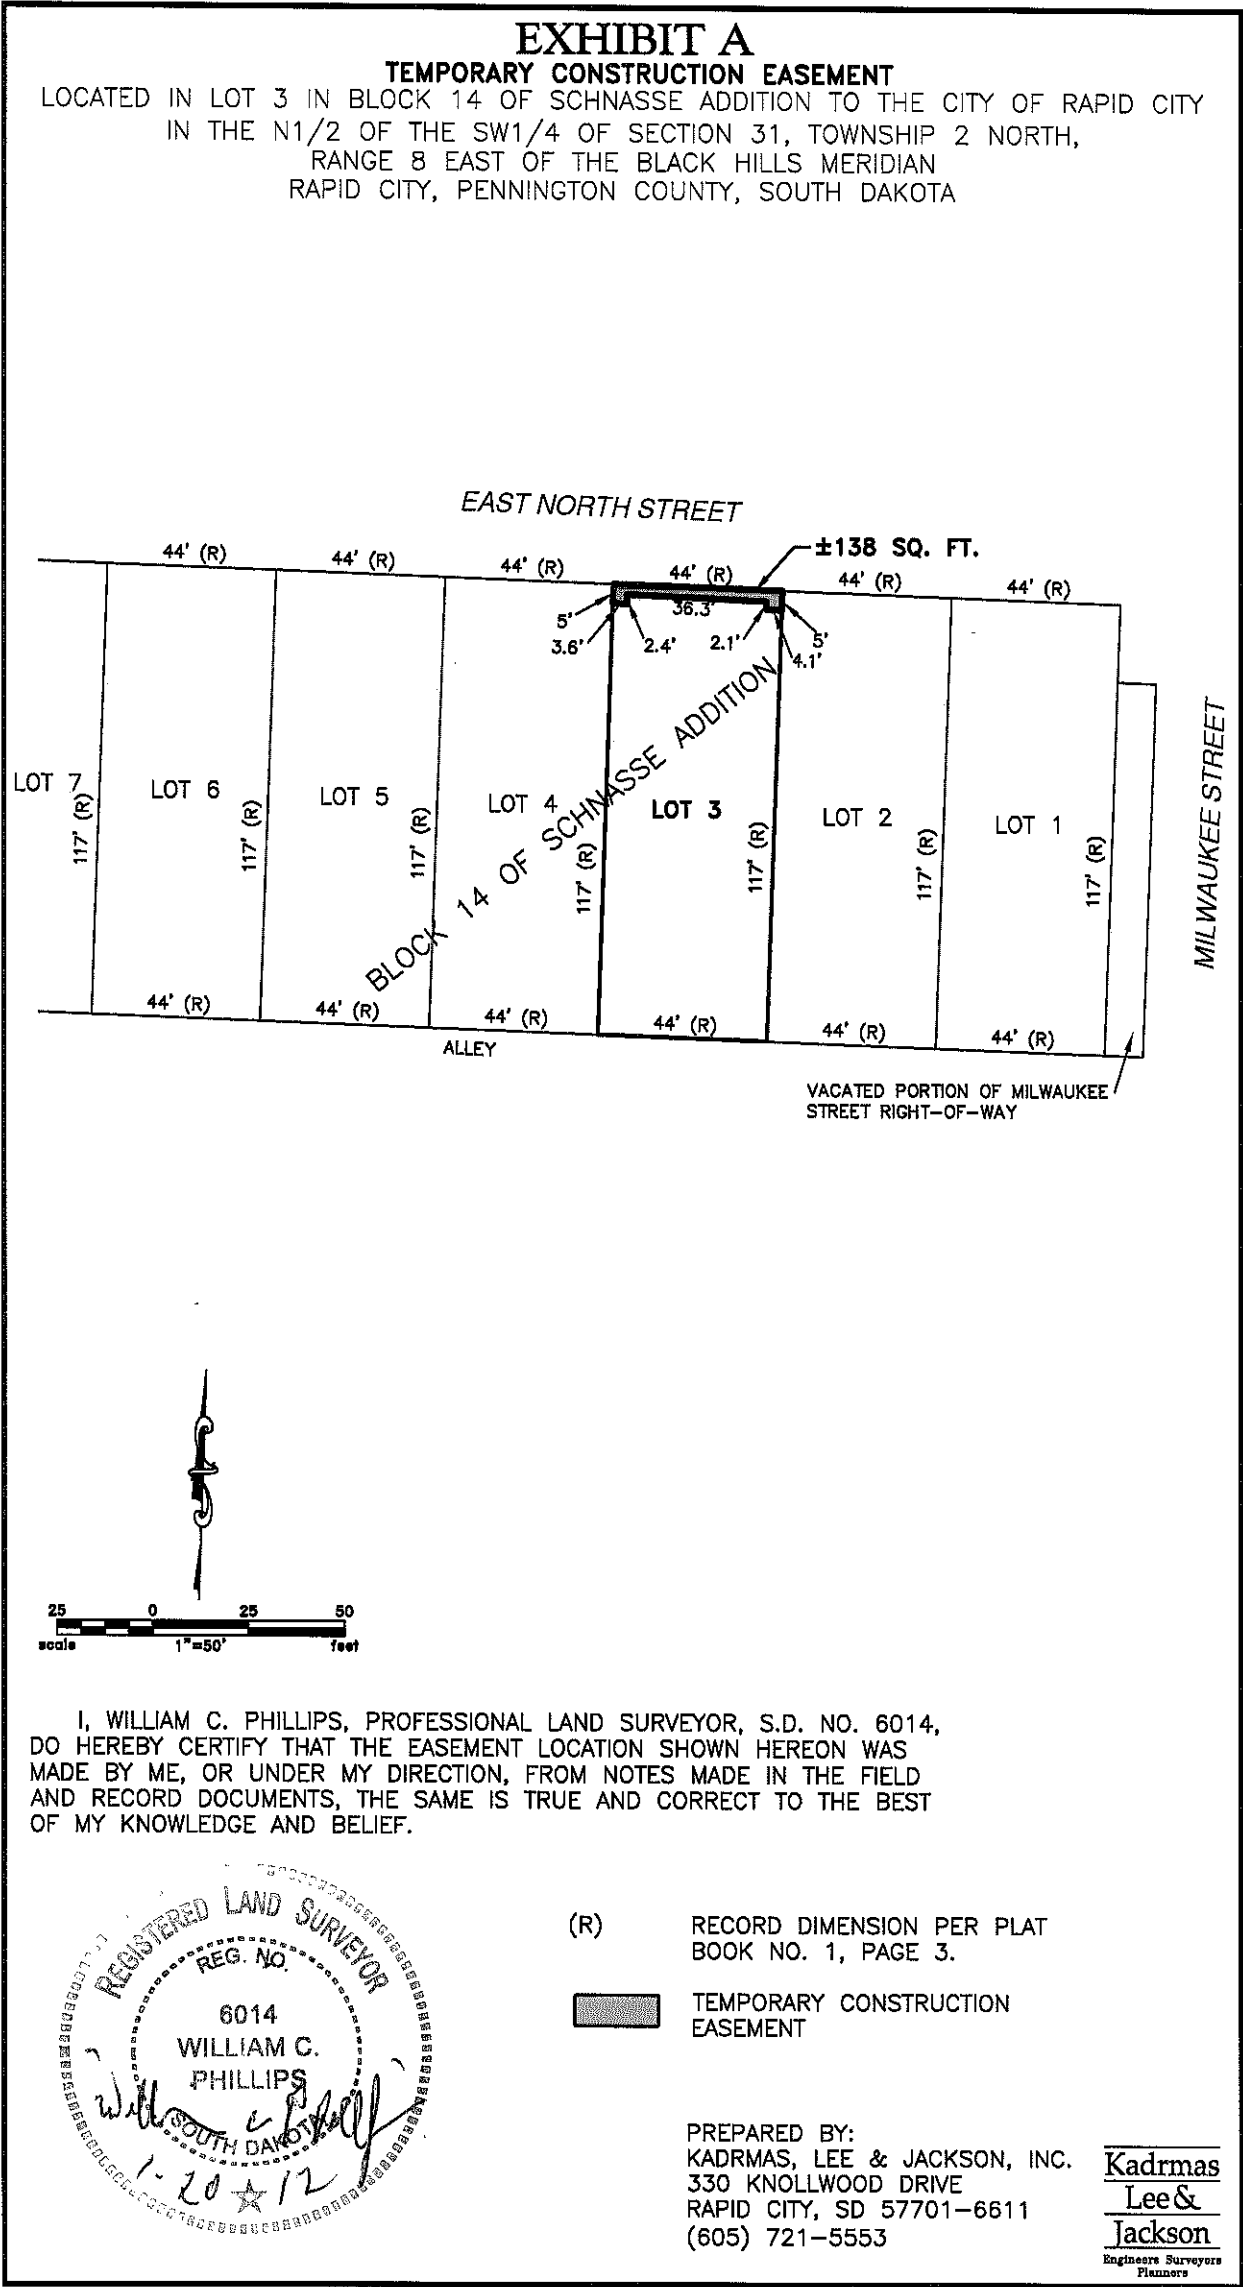 EXHIBIT A
TEMPORARY CONSTRUCTION EASEMENT
LOCATED IN LOT 3 IN BLOCK 14 OF SCHNASSE ADDITION TO THE CITY OF RAPID CITY
IN THE N1/2 OF THE SW1/4 OF SECTION 31, TOWNSHIP 2 NORTH,
RANGE 8 EAST OF THE BLACK HILLS MERIDIAN
RAPID CITY, PENNINGTON COUNTY, SOUTH DAKOTA
EAST NORTH STREET
±138 SQ. FT.
44' (R)
44' (R)
44' (R)
44' (R)
44' (R)
44' (R)
36.3'
5'
3.6'
2.4'
2.1'
5'
4.1'
LOT 7
LOT 6
LOT 5
LOT 4
LOT 3
LOT 2
LOT 1
117' (R)
117' (R)
117' (R)
117' (R)
117' (R)
117' (R)
117' (R)
BLOCK 14 OF SCHNASSE ADDITION
MILWAUKEE STREET
44' (R)
44' (R)
44' (R)
44' (R)
44' (R)
44' (R)
ALLEY
VACATED PORTION OF MILWAUKEE
STREET RIGHT-OF-WAY
25 0 25 50
scale 1"=50' feet
I, WILLIAM C. PHILLIPS, PROFESSIONAL LAND SURVEYOR, S.D. NO. 6014,
DO HEREBY CERTIFY THAT THE EASEMENT LOCATION SHOWN HEREON WAS
MADE BY ME, OR UNDER MY DIRECTION, FROM NOTES MADE IN THE FIELD
AND RECORD DOCUMENTS, THE SAME IS TRUE AND CORRECT TO THE BEST
OF MY KNOWLEDGE AND BELIEF.
REGISTERED LAND SURVEYOR
REG. NO.
6014
WILLIAM C.
PHILLIPS
SOUTH DAKOTA
1-20-12
(R) RECORD DIMENSION PER PLAT
BOOK NO. 1, PAGE 3.
TEMPORARY CONSTRUCTION
EASEMENT
PREPARED BY:
KADRMAS, LEE & JACKSON, INC.
330 KNOLLWOOD DRIVE
RAPID CITY, SD 57701-6611
(605) 721-5553
Kadrmas
Lee &
Jackson
Engineers Surveyors
Planners